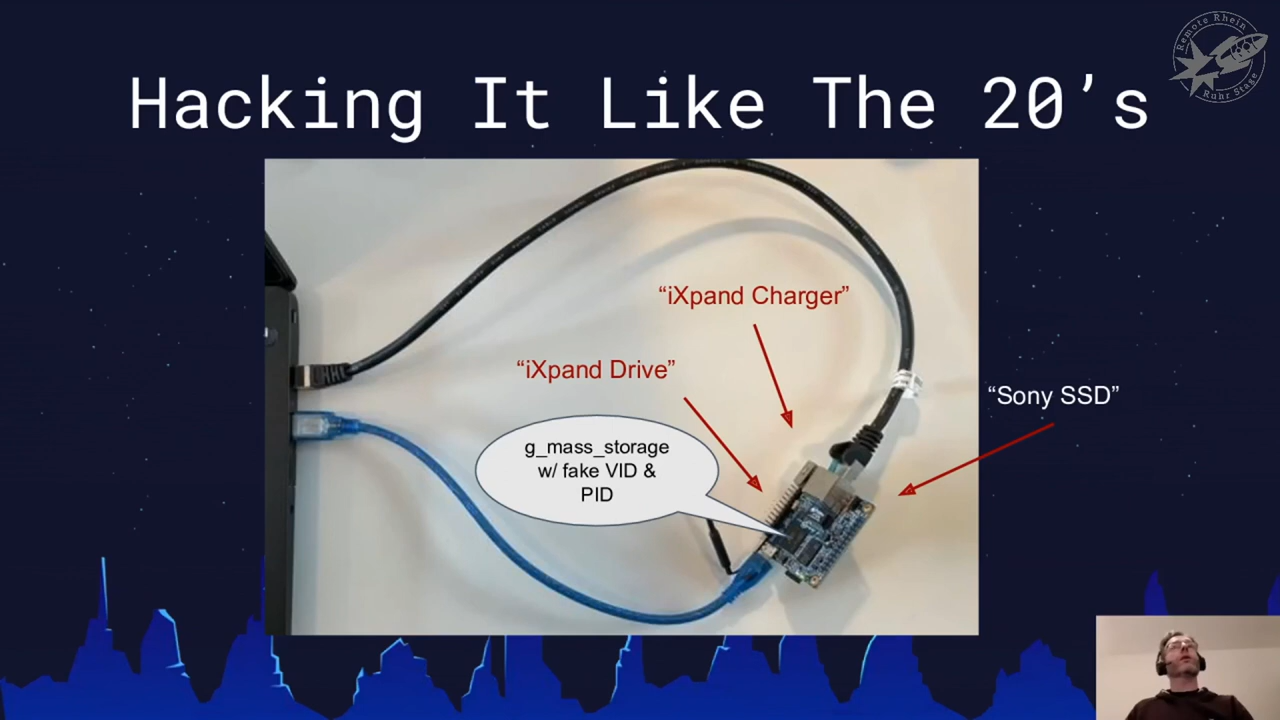 Remote Rhein
Ruhr Stage
Hacking It Like The 20’s
“iXpand Charger”
“iXpand Drive”
“Sony SSD”
g_mass_storage
w/ fake VID &
PID